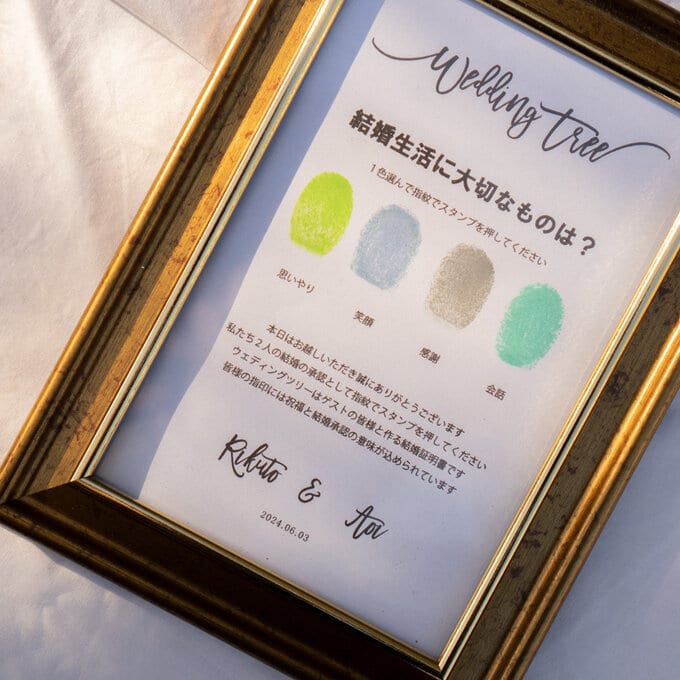 Wedding Tree
結婚生活に大切なものは？
1色選んで指紋でスタンプを押してください
思いやり
笑顔
感謝
会話
本日はお越しいただき誠にありがとうございます
私たち2人の結婚の承認として指紋でスタンプを押してください
ウェディングツリーはゲストの皆様と作る結婚証明書です
皆様の指印には祝福と結婚承認の意味が込められています
Rikuto & Aoi
2024.06.03